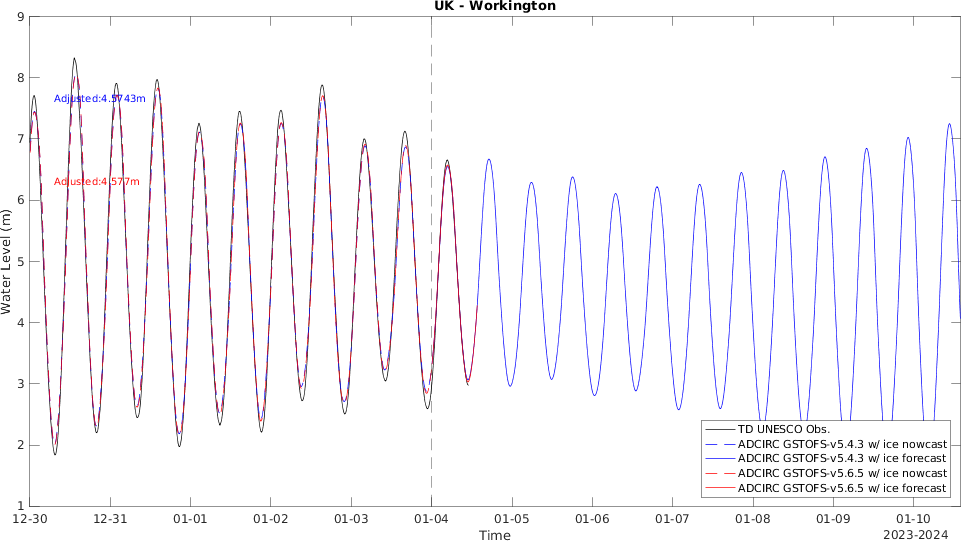 UK - Workington
9
8
7
6
5
4
3
2
1
Water Level (m)
Adjusted:4.5743m
Adjusted:4.577m
TD UNESCO Obs.
ADCIRC GSTOFS-v5.4.3 w/ ice nowcast
ADCIRC GSTOFS-v5.4.3 w/ ice forecast
ADCIRC GSTOFS-v5.6.5 w/ ice nowcast
ADCIRC GSTOFS-v5.6.5 w/ ice forecast
12-30 12-31 01-01 01-02 01-03 01-04 01-05 01-06 01-07 01-08 01-09 01-10
Time
2023-2024